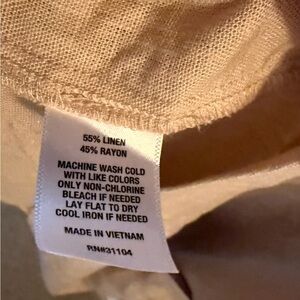 55% LINEN
45% RAYON
MACHINE WASH COLD
WITH LIKE COLORS
ONLY NON-CHLORINE
BLEACH IF NEEDED
LAY FLAT TO DRY
COOL IRON IF NEEDED
MADE IN VIETNAM
RN#31104